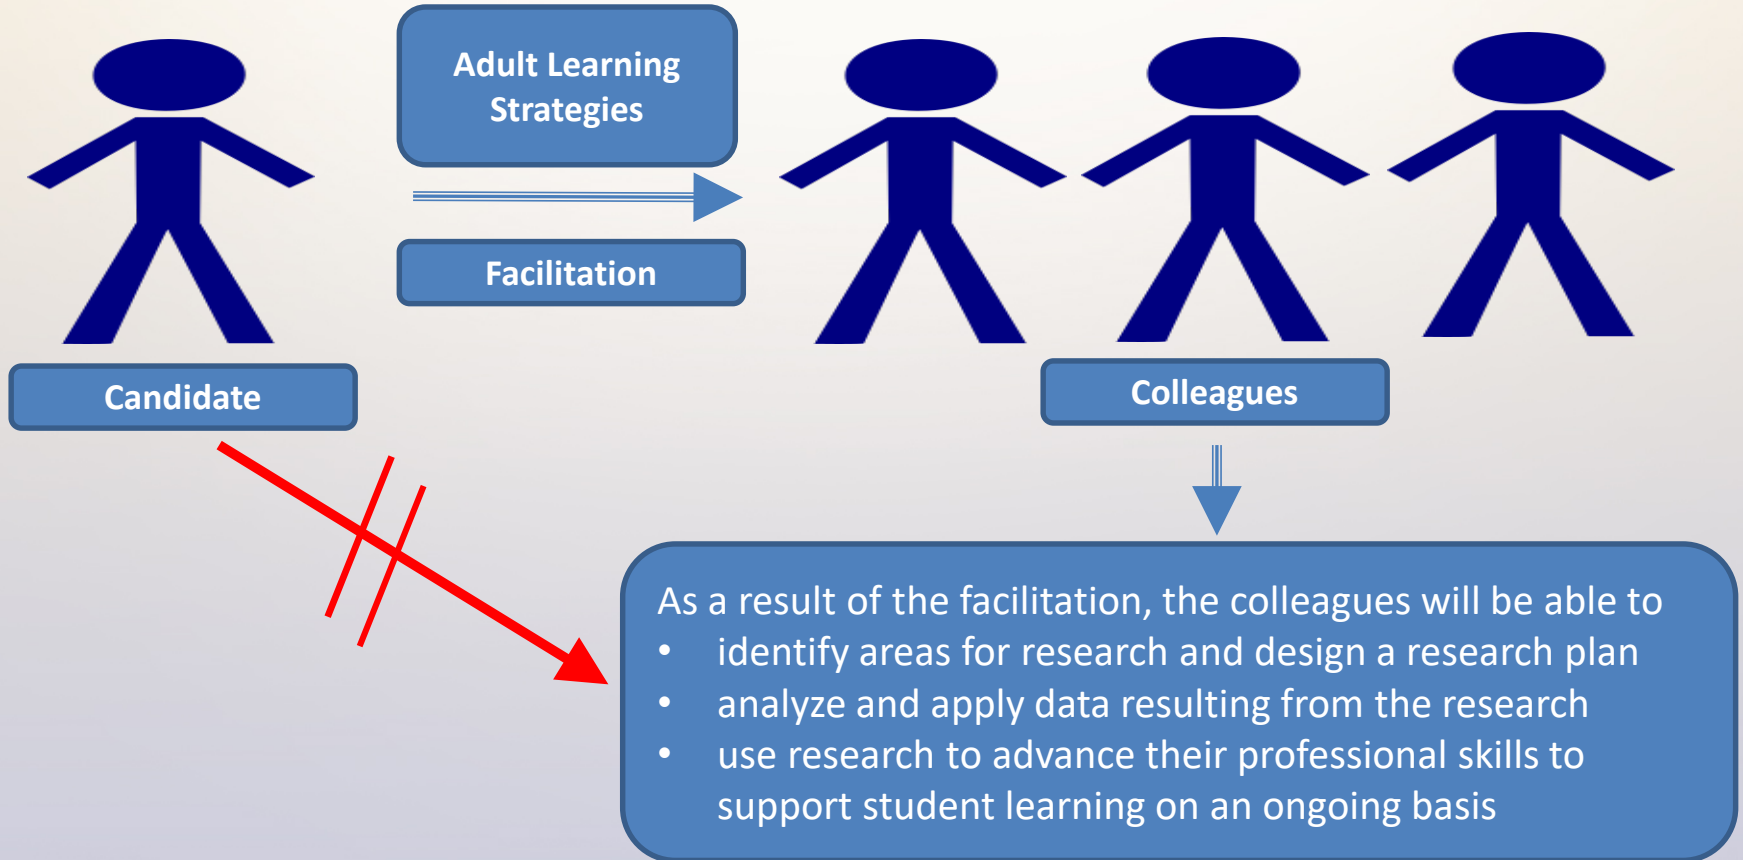 Adult Learning
Strategies
Facilitation
Candidate
Colleagues
As a result of the facilitation, the colleagues will be able to
• identify areas for research and design a research plan
• analyze and apply data resulting from the research
• use research to advance their professional skills to
support student learning on an ongoing basis